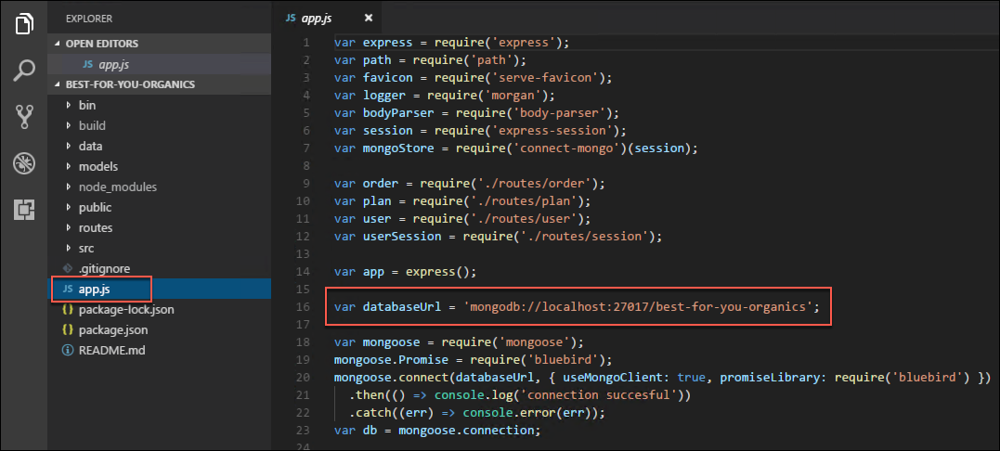 EXPLORER
OPEN EDITORS
JS app.js
BEST-FOR-YOU-ORGANICS
bin
build
data
models
node_modules
public
routes
src
.gitignore
JS app.js
{} package-lock.json
{} package.json
README.md
JS app.js
1 var express = require('express');
2 var path = require('path');
3 var favicon = require('serve-favicon');
4 var logger = require('morgan');
5 var bodyParser = require('body-parser');
6 var session = require('express-session');
7 var mongoStore = require('connect-mongo')(session);
8
9 var order = require('./routes/order');
10 var plan = require('./routes/plan');
11 var user = require('./routes/user');
12 var userSession = require('./routes/session');
13
14 var app = express();
15
16 var databaseUrl = 'mongodb://localhost:27017/best-for-you-organics';
17
18 var mongoose = require('mongoose');
19 mongoose.Promise = require('bluebird');
20 mongoose.connect(databaseUrl, { useMongoClient: true, promiseLibrary: require('bluebird') })
21 .then(() => console.log('connection succesful'))
22 .catch((err) => console.error(err));
23 var db = mongoose.connection;
24